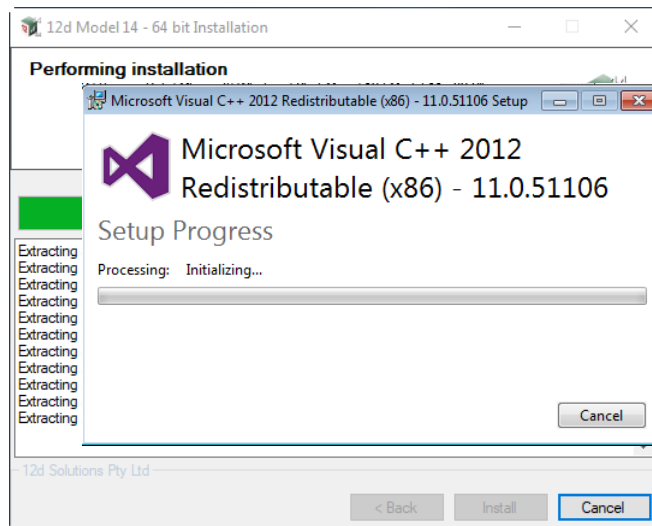 12d Model 14 - 64 bit Installation
Performing installation
Microsoft Visual C++ 2012 Redistributable (x86) - 11.0.51106 Setup
Microsoft Visual C++ 2012
Redistributable (x86) - 11.0.51106
Setup Progress
Processing: Initializing...
Extracting
Extracting
Extracting
Extracting
Extracting
Extracting
Extracting
Extracting
Extracting
Extracting
Extracting
Cancel
12d Solutions Pty Ltd
< Back Install Cancel